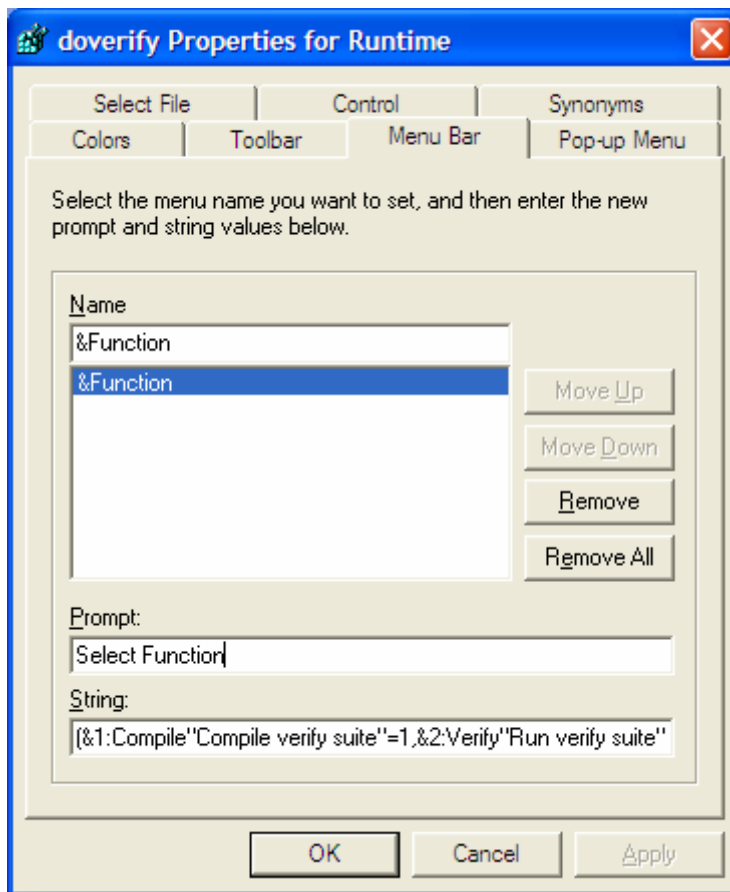 doverify Properties for Runtime
Select File Control Synonyms
Colors Toolbar Menu Bar Pop-up Menu
Select the menu name you want to set, and then enter the new
prompt and string values below.
Name
&Function
&Function
Move Up
Move Down
Remove
Remove All
Prompt:
Select Function
String:
(&1:Compile"Compile verify suite"=1,&2:Verify"Run verify suite"
OK Cancel Apply